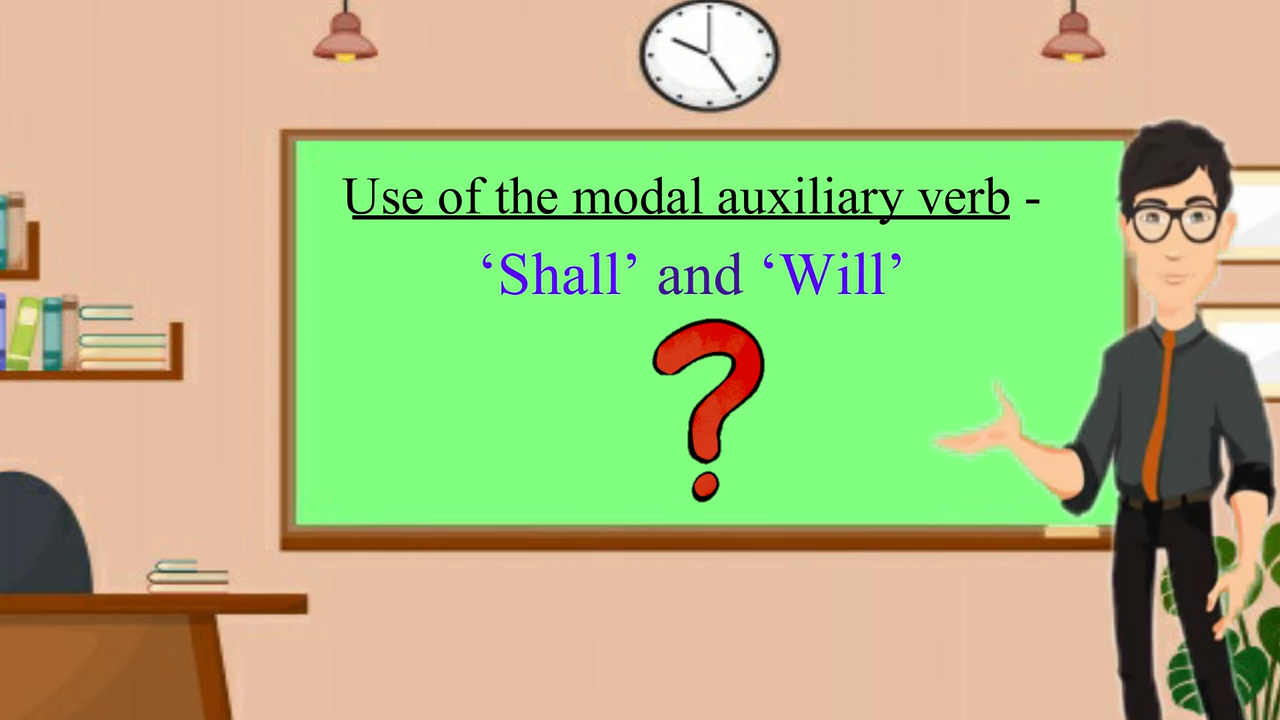 Use of the modal auxiliary verb -
‘Shall’ and ‘Will’
?